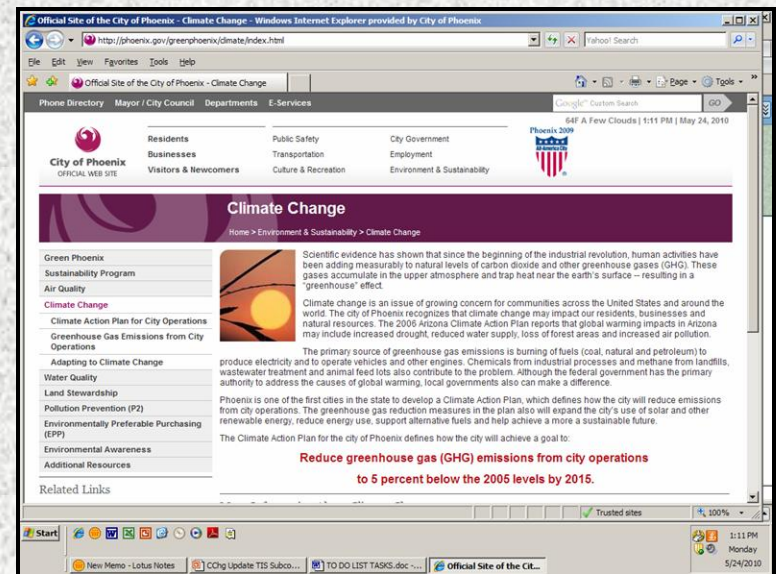 Official Site of the City of Phoenix - Climate Change - Windows Internet Explorer provided by City of Phoenix
http://phoenix.gov/greenphoenix/climate/index.html
Yahoo! Search
File Edit View Favorites Tools Help
Official Site of the City of Phoenix - Climate Change
Page Tools
Phone Directory Mayor / City Council Departments E-Services
Google™ Custom Search GO
64F A Few Clouds | 1:11 PM | May 24, 2010
City of Phoenix
OFFICIAL WEB SITE
Residents
Businesses
Visitors & Newcomers
Public Safety
Transportation
Culture & Recreation
City Government
Employment
Environment & Sustainability
Phoenix 2009
Climate Change
Home > Environment & Sustainability > Climate Change
Green Phoenix
Sustainability Program
Air Quality
Climate Change
Climate Action Plan for City Operations
Greenhouse Gas Emissions from City
Operations
Adapting to Climate Change
Water Quality
Land Stewardship
Pollution Prevention (P2)
Environmentally Preferable Purchasing
(EPP)
Environmental Awareness
Additional Resources
Related Links
Scientific evidence has shown that since the beginning of the industrial revolution, human activities have
been adding measurably to natural levels of carbon dioxide and other greenhouse gases (GHG). These
gases accumulate in the upper atmosphere and trap heat near the earth's surface -- resulting in a
"greenhouse" effect.
Climate change is an issue of growing concern for communities across the United States and around the
world. The city of Phoenix recognizes that climate change may impact our residents, businesses and
natural resources. The 2006 Arizona Climate Action Plan reports that global warming impacts in Arizona
may include increased drought, reduced water supply, loss of forest areas and increased air pollution.
The primary source of greenhouse gas emissions is burning of fuels (coal, natural and petroleum) to
produce electricity and to operate vehicles and other engines. Chemicals from industrial processes and methane from landfills,
wastewater treatment and animal feed lots also contribute to the problem. Although the federal government has the primary
authority to address the causes of global warming, local governments also can make a difference.
Phoenix is one of the first cities in the state to develop a Climate Action Plan, which defines how the city will reduce emissions
from city operations. The greenhouse gas reduction measures in the plan also will expand the city's use of solar and other
renewable energy, reduce energy use, support alternative fuels and help achieve a more a sustainable future.
The Climate Action Plan for the city of Phoenix defines how the city will achieve a goal to:
Reduce greenhouse gas (GHG) emissions from city operations
to 5 percent below the 2005 levels by 2015.
Trusted sites
100%
Start
1:11 PM
Monday
5/24/2010
New Memo - Lotus Notes
CChg Update TIS Subco...
TO DO LIST TASKS.doc -...
Official Site of the Cit...